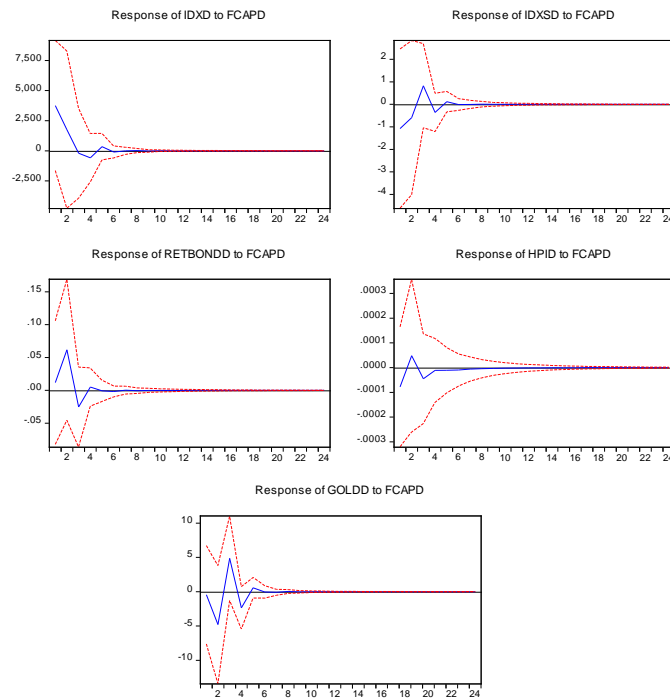 Response of IDXD to FCAPD
7,500
5,000
2,500
0
-2,500
2 4 6 8 10 12 14 16 18 20 22 24
Response of IDXSD to FCAPD
2
1
0
-1
-2
-3
-4
2 4 6 8 10 12 14 16 18 20 22 24
Response of RETBONDD to FCAPD
.15
.10
.05
.00
-.05
2 4 6 8 10 12 14 16 18 20 22 24
Response of HPID to FCAPD
.0003
.0002
.0001
.0000
-.0001
-.0002
-.0003
2 4 6 8 10 12 14 16 18 20 22 24
Response of GOLDD to FCAPD
10
5
0
-5
-10
2 4 6 8 10 12 14 16 18 20 22 24